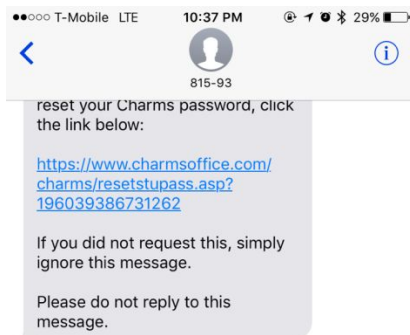 T-Mobile LTE 10:37 PM 29%
815-93
reset your Charms password, click
the link below:
https://www.charmsoffice.com/
charms/resetstupass.asp?
196039386731262
If you did not request this, simply
ignore this message.
Please do not reply to this
message.